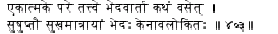 एकात्मके परे तत्त्वे भेदवार्ता कथं वसेत् ।
सुषुप्तौ सुखमात्रायां भेदः केनावलोकितः ॥ ४०३॥